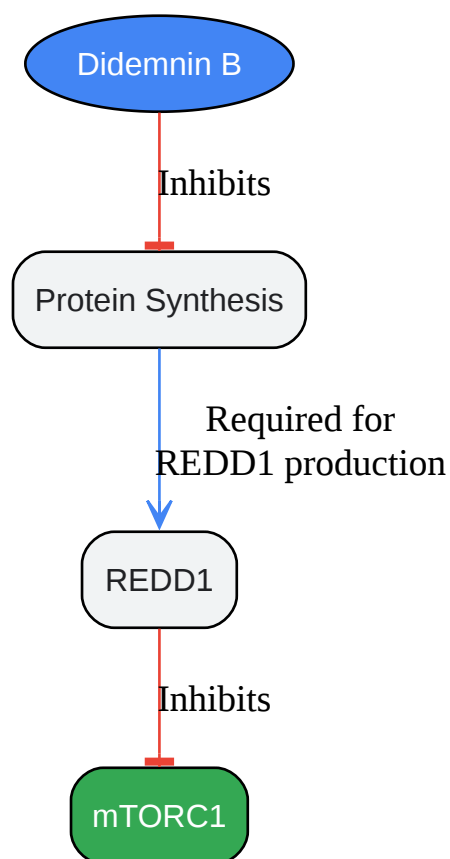 Didemnin B
Inhibits
Protein Synthesis
Required for
REDD1 production
REDD1
Inhibits
mTORC1